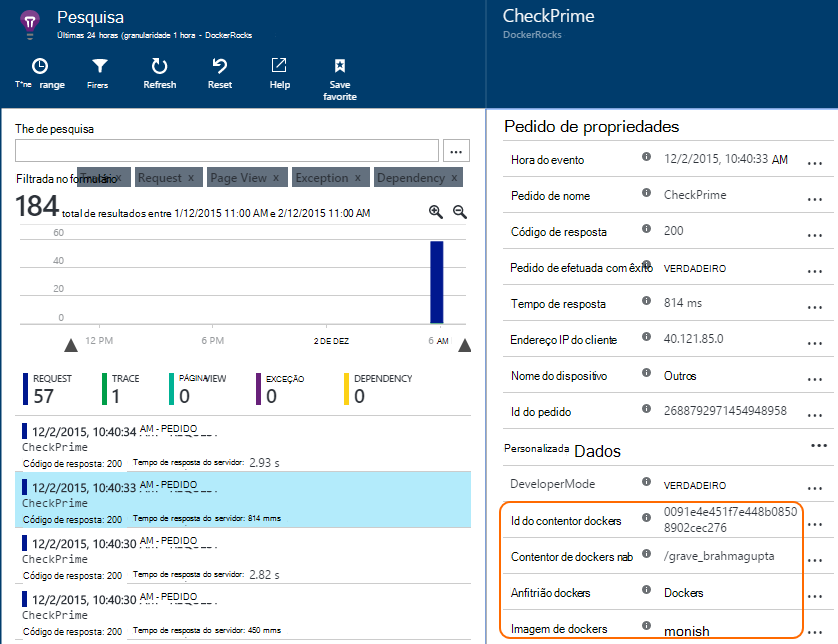 Pesquisa
Últimas 24 horas (granularidade 1 hora - DockerRocks
range
Firers
Refresh
Reset
Help
Save
favorite
The de pesquisa
...
Filtrada no formulário
Request x
Page View x
Exception x
Dependency x
184 total de resultados entre 1/12/2015 11:00 AM e 2/12/2015 11:00 AM
60
40
20
0
12 PM
6 PM
2 DE DEZ
6 AM
REQUEST
57
TRACE
1
PÁGINAVIEW
0
EXCEÇÃO
0
DEPENDENCY
0
12/2/2015, 10:40:34 AM - PEDIDO
CheckPrime
Código de resposta: 200 Tempo de resposta do servidor: 2.93 s
12/2/2015, 10:40:33 AM - PEDIDO
CheckPrime
Código de resposta: 200 Tempo de resposta do servidor: 814 mms
12/2/2015, 10:40:30 AM - PEDIDO
CheckPrime
Código de resposta: 200 Tempo de resposta do servidor: 2.82 s
12/2/2015, 10:40:30 AM - PEDIDO
CheckPrime
Código de resposta: 200 Tempo de resposta do servidor: 450 mms
CheckPrime
DockerRocks
Pedido de propriedades
Hora do evento 12/2/2015, 10:40:33 AM ...
Pedido de nome CheckPrime ...
Código de resposta 200 ...
Pedido de efetuada com êxito VERDADEIRO ...
Tempo de resposta 814 ms ...
Endereço IP do cliente 40.121.85.0 ...
Nome do dispositivo Outros ...
Id do pedido 2688792971454948958 ...
Personalizada Dados ...
DeveloperMode VERDADEIRO ...
Id do contentor dockers 0091e4e451f7e448b0850
8902cec276 ...
Contentor de dockers nab /grave_brahmagupta ...
Anfitrião dockers Dockers ...
Imagem de dockers monish ...